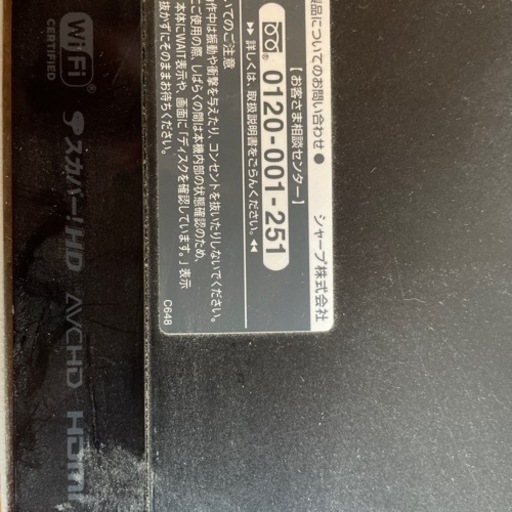 製品についてのお問い合わせ ● シャープ株式会社
【お客さま相談センター】
0120-001-251
▶▶ 詳しくは、取扱説明書をごらんください。◀◀
いてのご注意
作中は振動や衝撃を与えたり、コンセントを抜いたりしないでください。
ご使用の際、しばらくの間は本機内部の状態確認のため、
本体にWAIT表示や、画面に「ディスクを確認しています。」表示
抜かずにそのままお待ちください。
C648
WiFi
CERTIFIED
スカパー!HD
AVCHD
HDMI